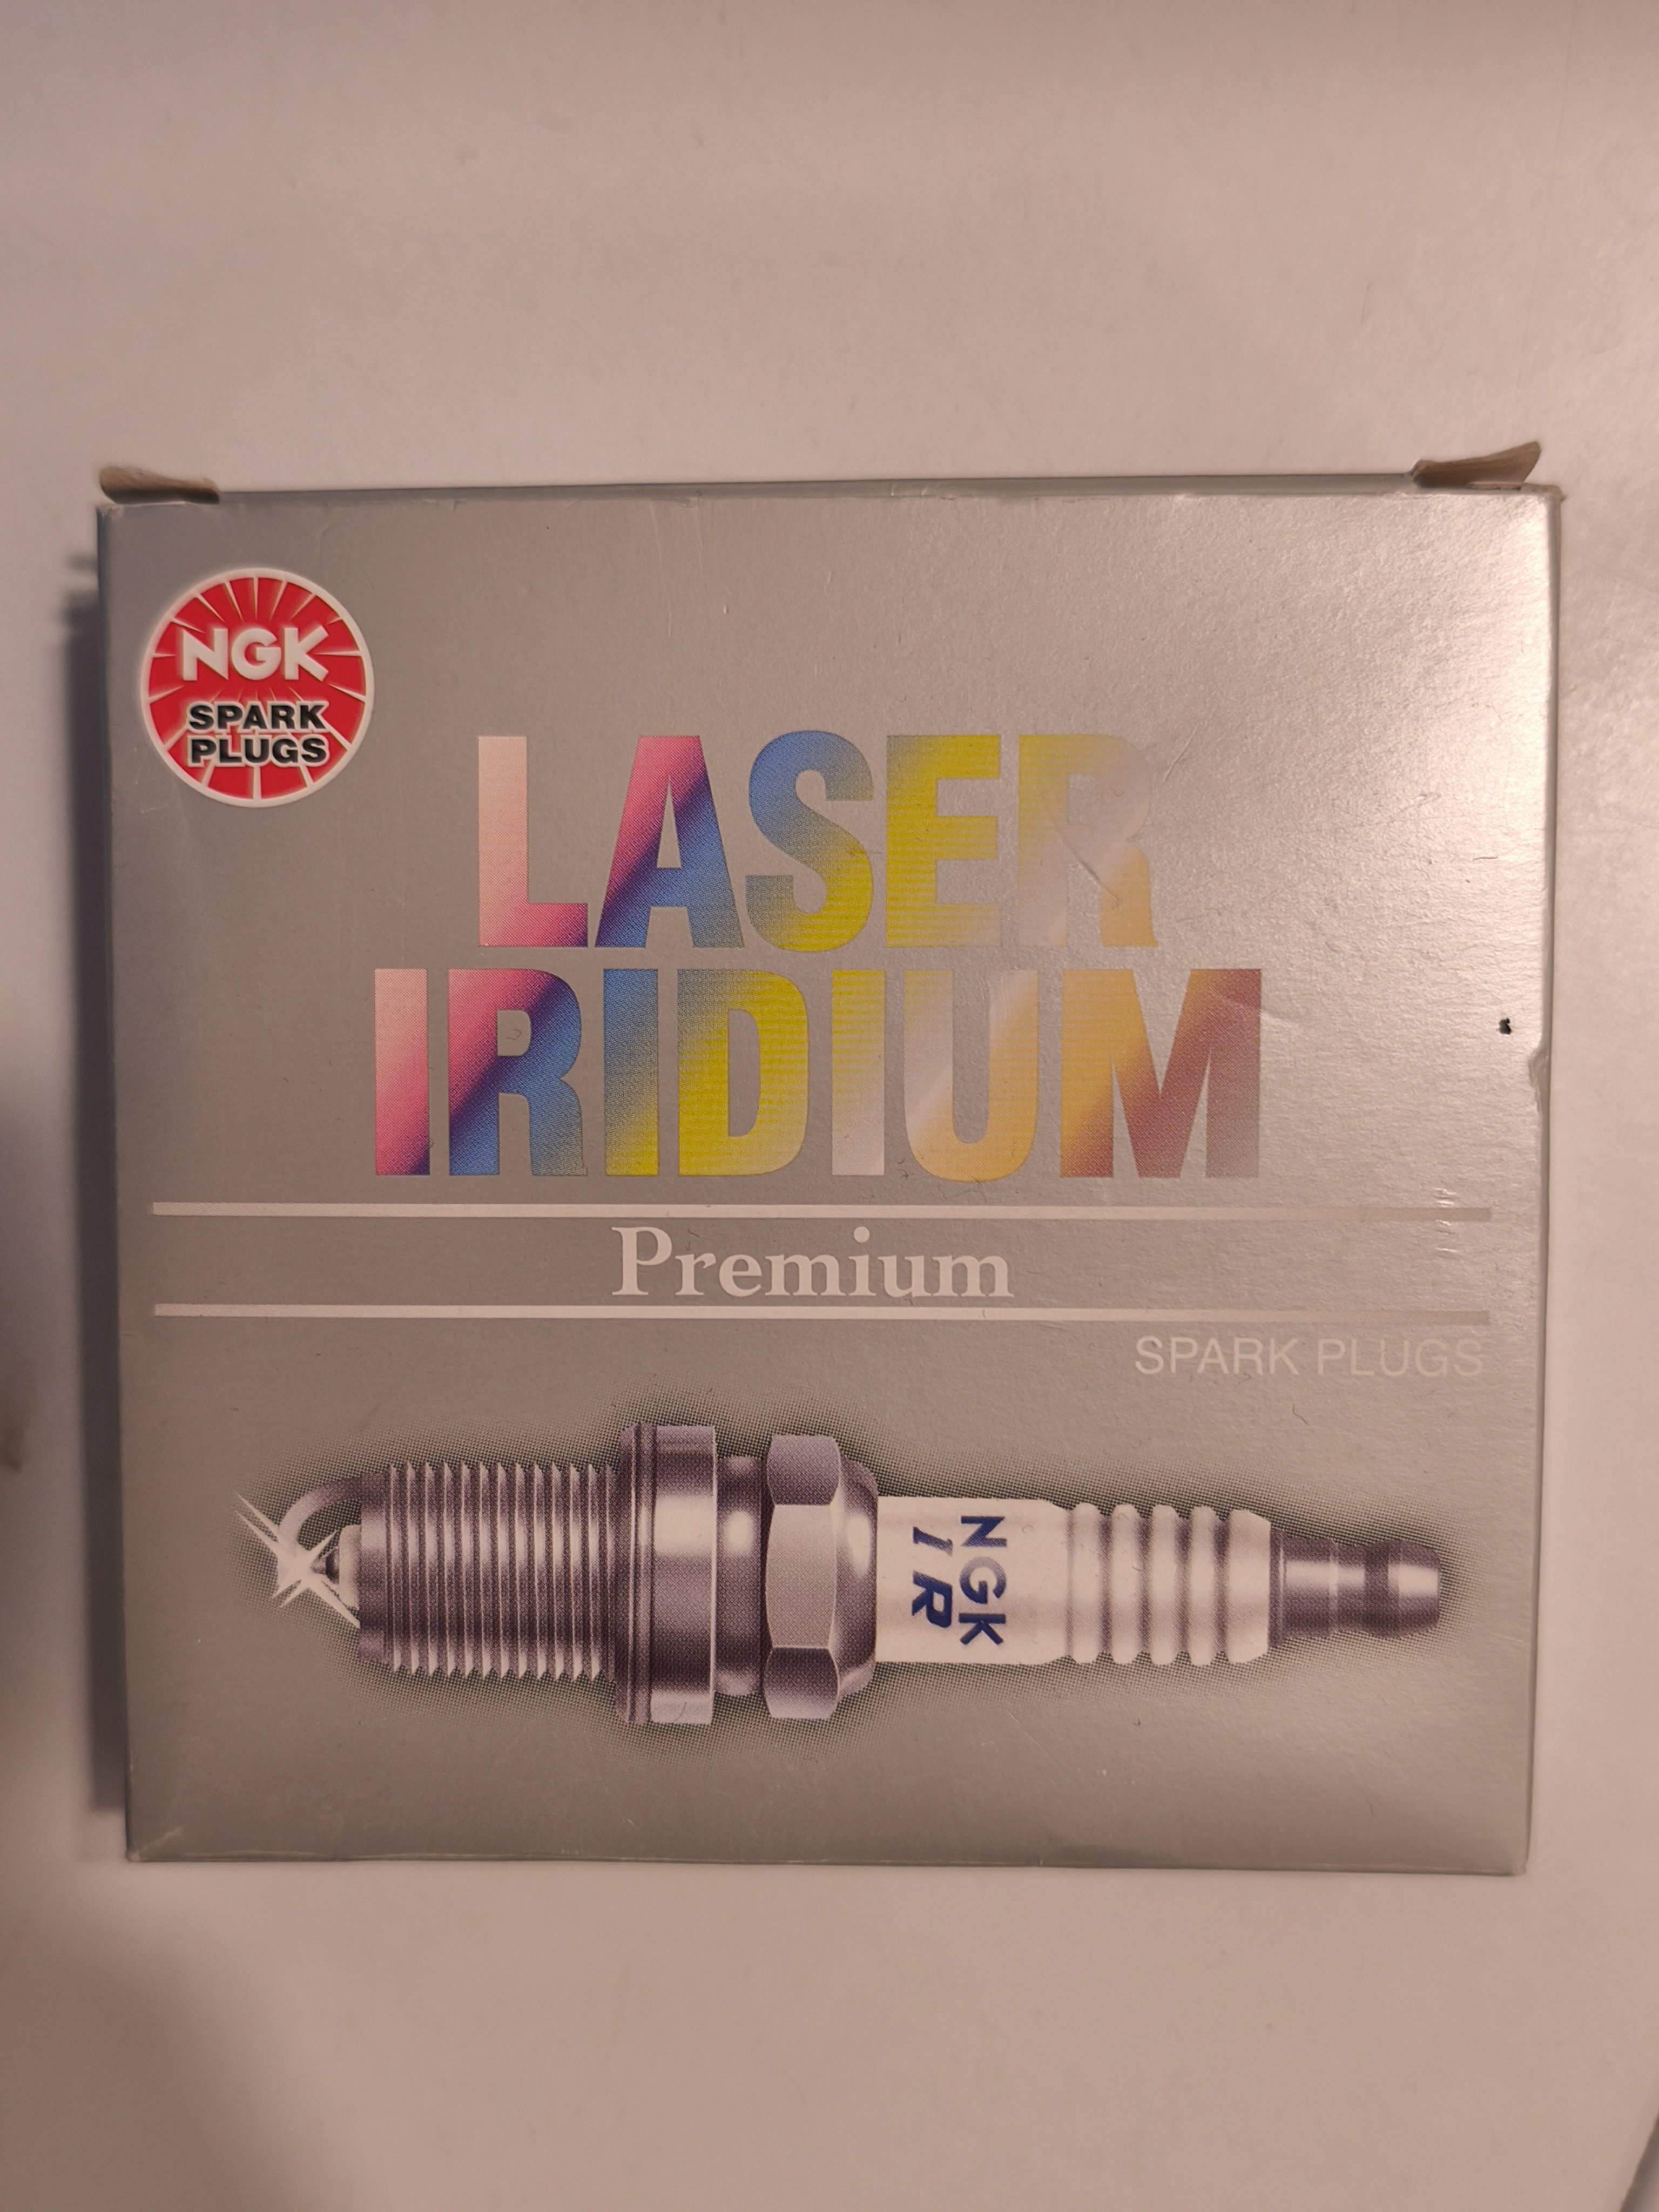 NGK
SPARK
PLUGS
LASER
IRIDIUM
Premium
SPARK PLUGS
NGK
IR